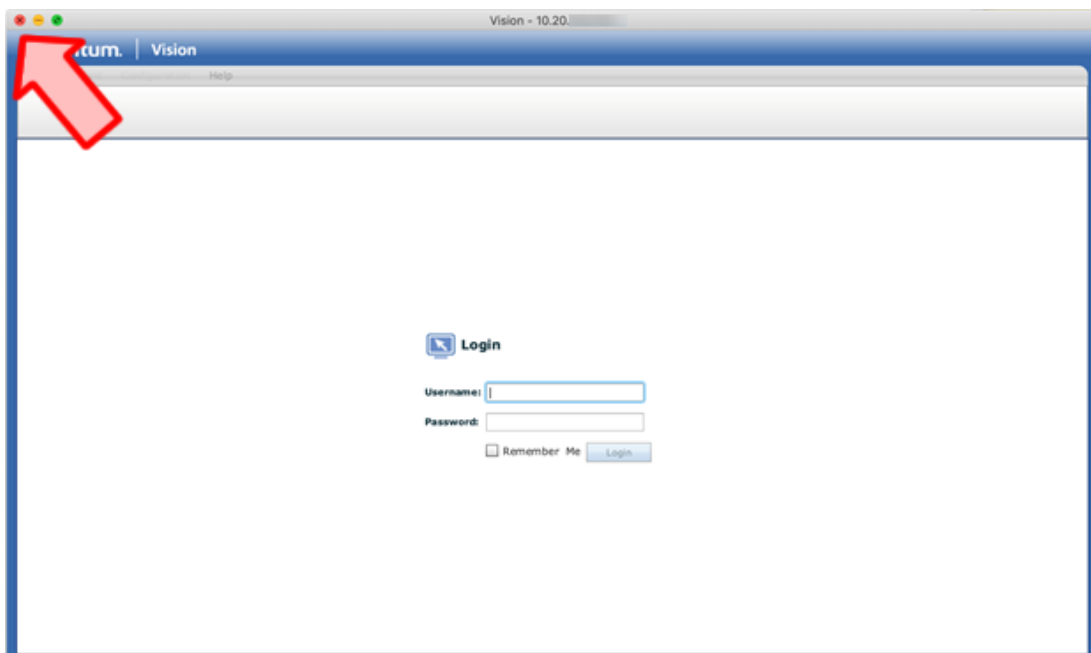 Vision - 10.20.
tum. | Vision
Help
Login
Username:
Password:
Remember Me Login